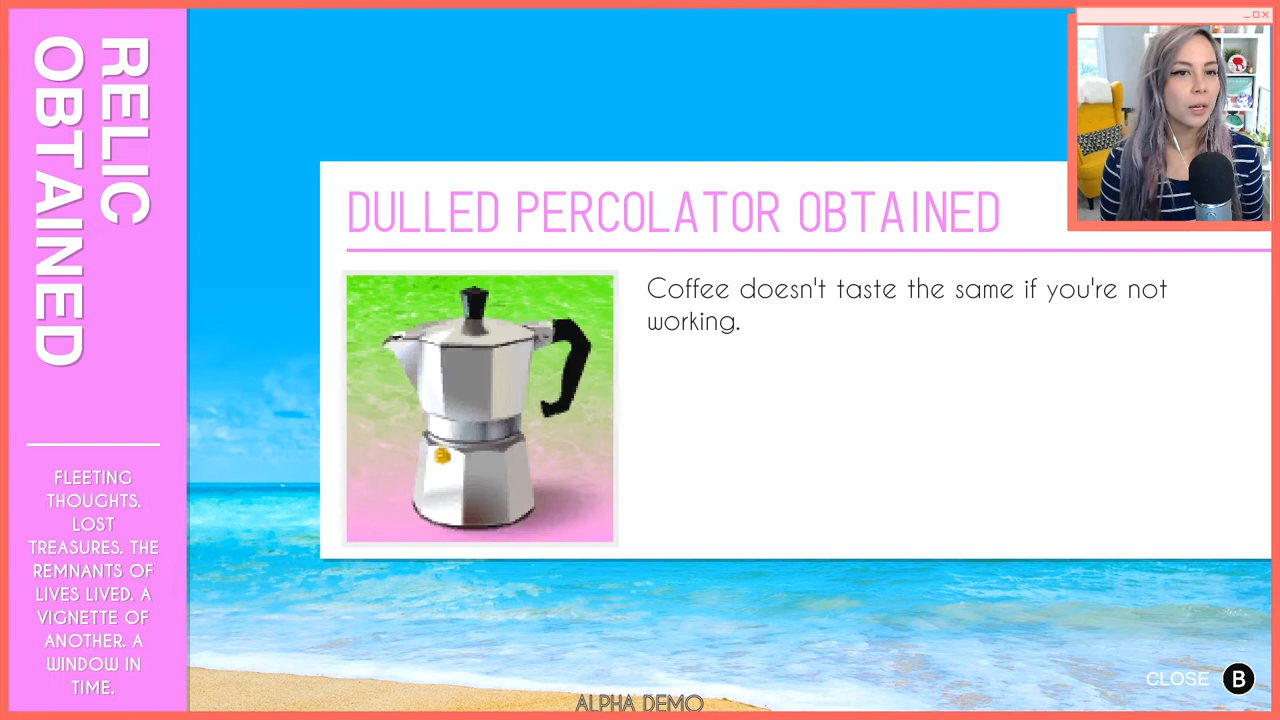 RELIC
OBTAINED
FLEETING
THOUGHTS.
LOST
TREASURES. THE
REMNANTS OF
LIVES LIVED. A
VIGNETTE OF
ANOTHER. A
WINDOW IN
TIME.
DULLED PERCOLATOR OBTAINED
Coffee doesn't taste the same if you're not
working.
CLOSE B
ALPHA DEMO